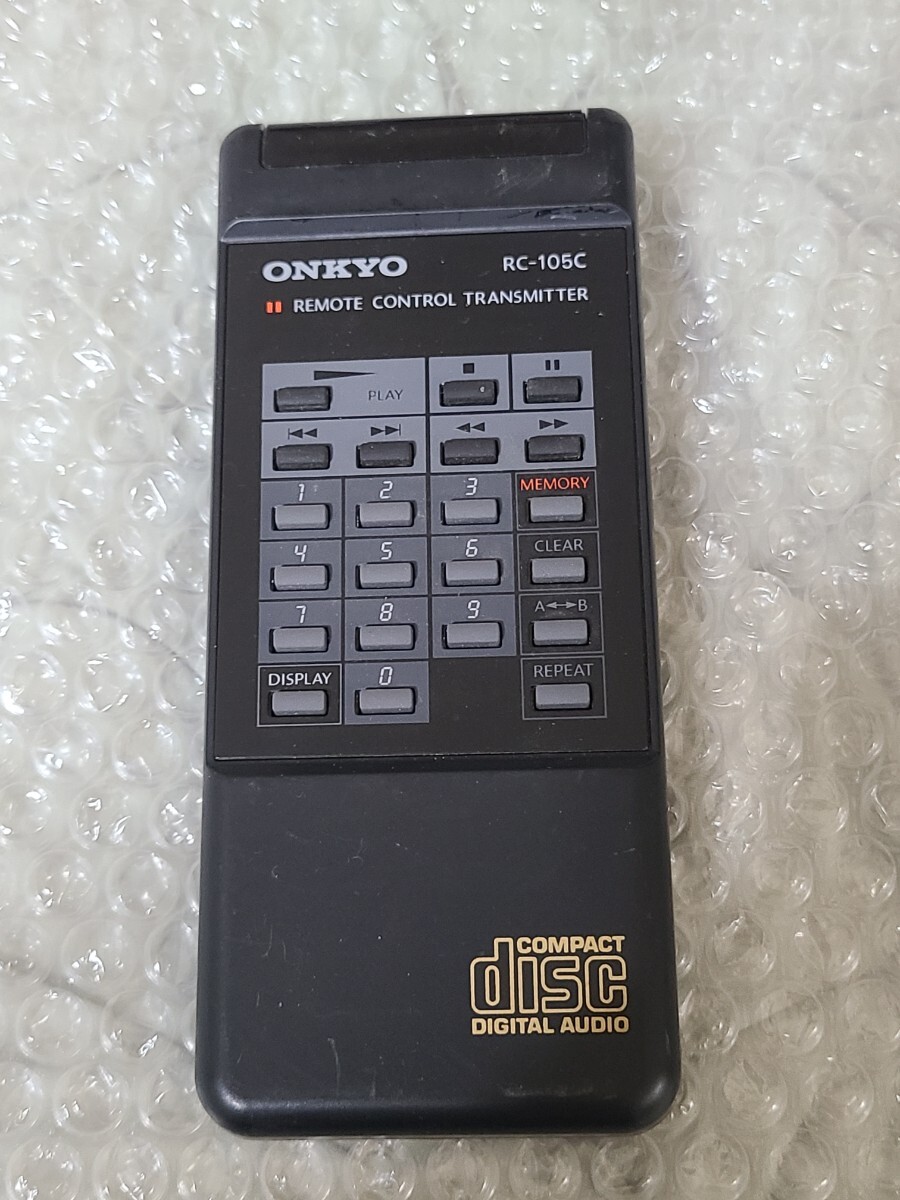 ONKYO RC-105C
REMOTE CONTROL TRANSMITTER
PLAY
1 2 3 MEMORY
4 5 6 CLEAR
7 8 9 A↔B
DISPLAY 0 REPEAT
COMPACT
disc
DIGITAL AUDIO